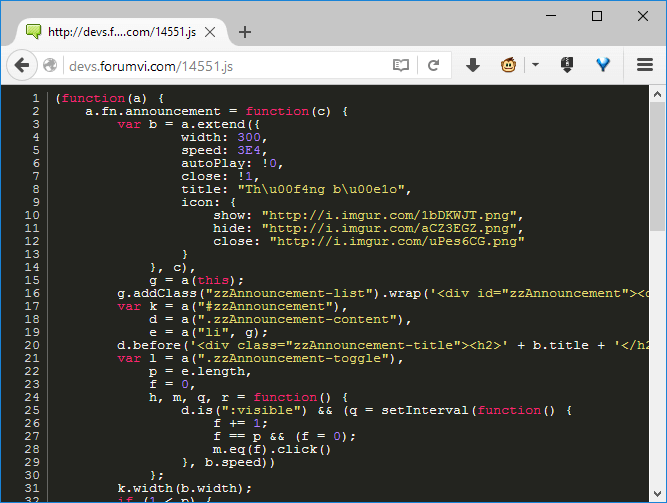 http://devs.f....com/14551.js
devs.forumvi.com/14551.js
1 (function(a) {
2 a.fn.announcement = function(c) {
3 var b = a.extend({
4 width: 300,
5 speed: 3E4,
6 autoPlay: !0,
7 close: !1,
8 title: "Th\u00f4ng b\u00e1o",
9 icon: {
10 show: "http://i.imgur.com/1bDKWJT.png",
11 hide: "http://i.imgur.com/aCZ3EGZ.png",
12 close: "http://i.imgur.com/uPes6CG.png"
13 }
14 }, c),
15 g = a(this);
16 g.addClass("zzAnnouncement-list").wrap('<div id="zzAnnouncement"><d
17 var k = a("#zzAnnouncement"),
18 d = a(".zzAnnouncement-content"),
19 e = a("li", g);
20 d.before('<div class="zzAnnouncement-title"><h2>' + b.title + '</h2
21 var l = a(".zzAnnouncement-toggle"),
22 p = e.length,
23 f = 0,
24 h, m, q, r = function() {
25 d.is(":visible") && (q = setInterval(function() {
26 f += 1;
27 f == p && (f = 0);
28 m.eq(f).click()
29 }, b.speed))
30 };
31 k.width(b.width);
32 if (1 < p) {